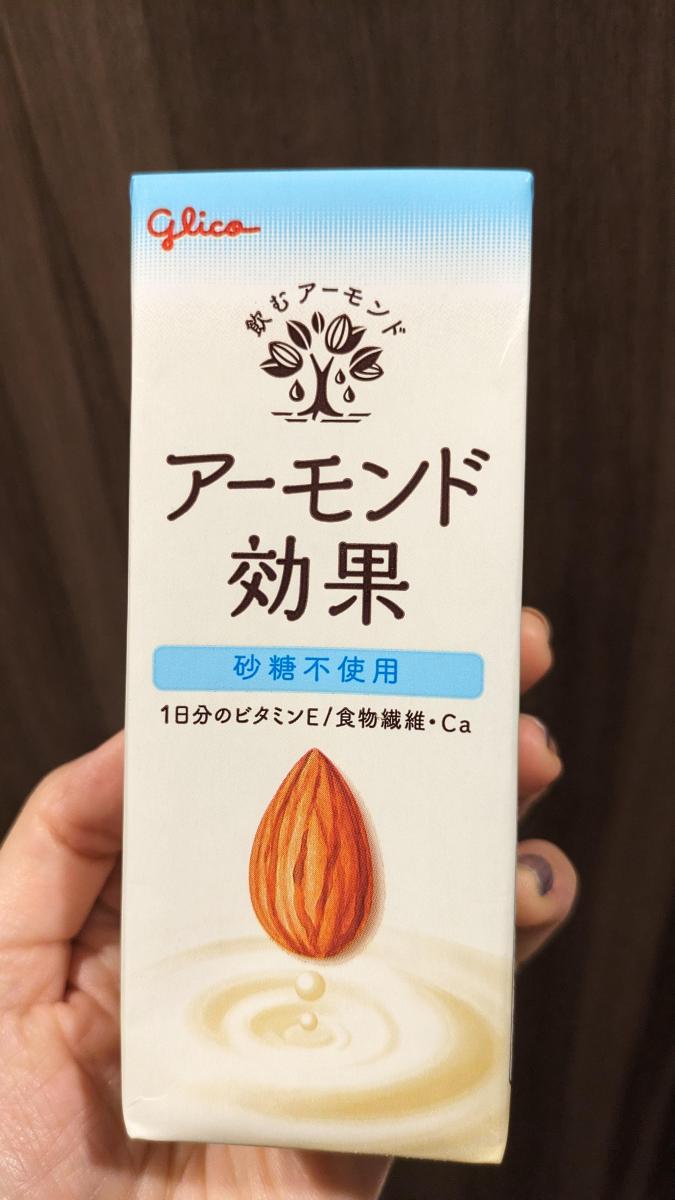 Glico
飲むアーモンド
アーモンド
効果
砂糖不使用
1日分のビタミンE/食物繊維・Ca